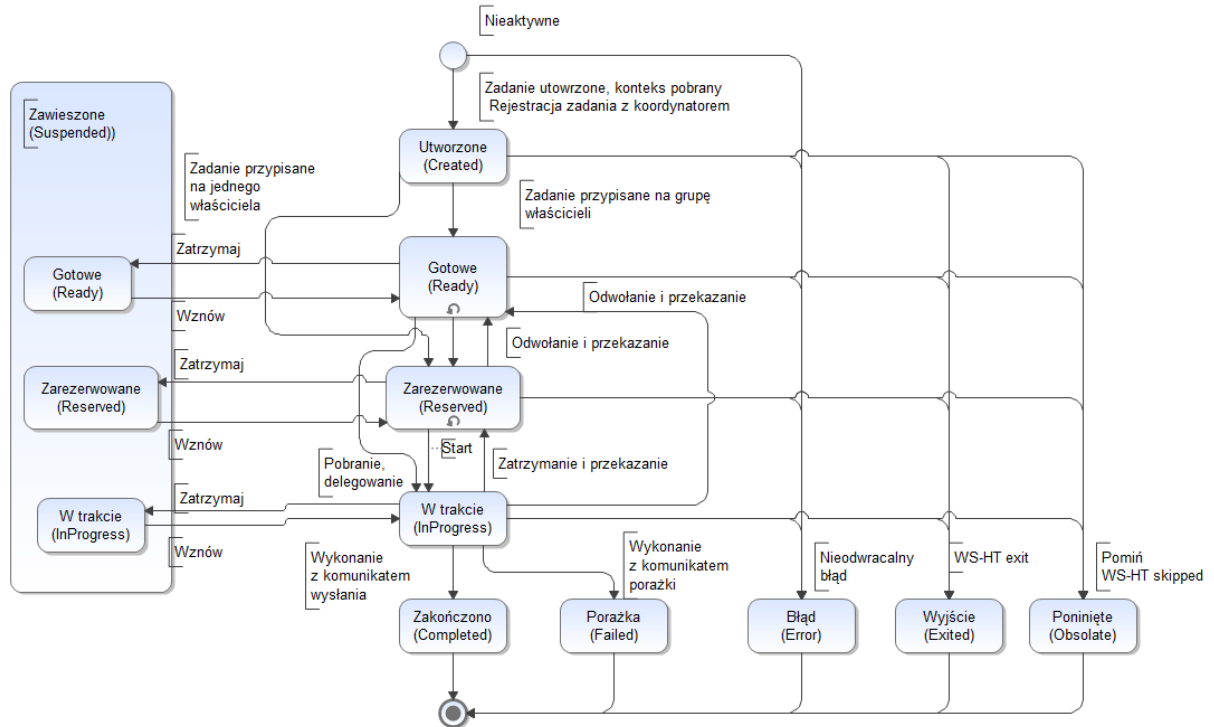 Nieaktywne
Zadanie utowrzone, konteks pobrany
Rejestracja zadania z koordynatorem
Zawieszone
(Suspended))
Utworzone
(Created)
Zadanie przypisane
na jednego
właściciela
Zadanie przypisane na grupę
właścicieli
Zatrzymaj
Gotowe
(Ready)
Gotowe
(Ready)
Odwołanie i przekazanie
Wznów
Odwołanie i przekazanie
Zatrzymaj
Zarezerwowane
(Reserved)
Zarezerwowane
(Reserved)
Wznów
Start
Pobranie,
delegowanie
Zatrzymanie i przekazanie
Zatrzymaj
W trakcie
(InProgress)
W trakcie
(InProgress)
Wznów
Wykonanie
z komunikatem
wysłania
Wykonanie
z komunikatem
porażki
Nieodwracalny
błąd
WS-HT exit
Pomiń
WS-HT skipped
Zakończono
(Completed)
Porażka
(Failed)
Błąd
(Error)
Wyjście
(Exited)
Poninięte
(Obsolate)